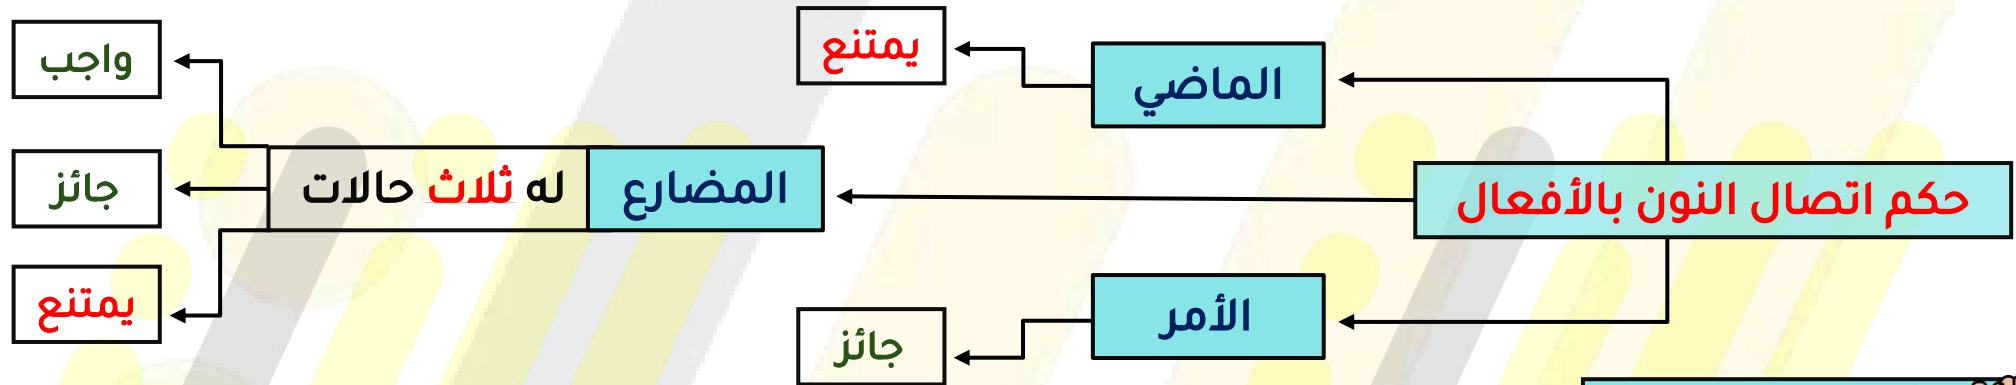 حكم اتصال النون بالأفعال
الماضي
يمتنع
المضارع
له ثلاث حالات
واجب
جائز
يمتنع
الأمر
جائز